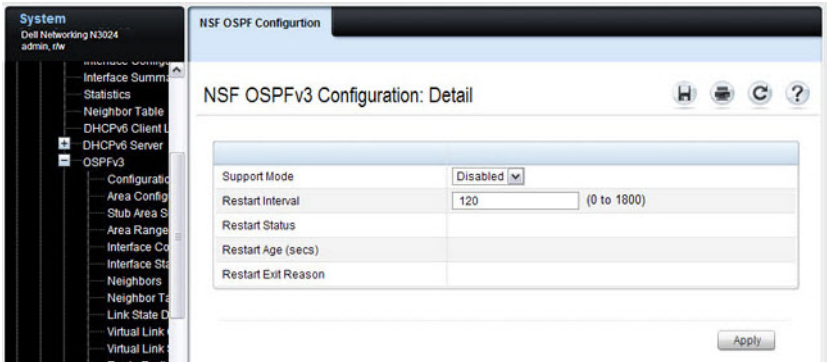 System
Dell Networking N3024
admin, r/w
NSF OSPF Configurtion
Interface Summa
Statistics
Neighbor Table
DHCPv6 Client L
DHCPv6 Server
OSPFv3
Configuratio
Area Config
Stub Area S
Area Range
Interface Co
Interface Sta
Neighbors
Neighbor Ta
Link State D
Virtual Link
Virtual Link
NSF OSPFv3 Configuration: Detail
Support Mode Disabled
Restart Interval 120 (0 to 1800)
Restart Status
Restart Age (secs)
Restart Exit Reason
Apply